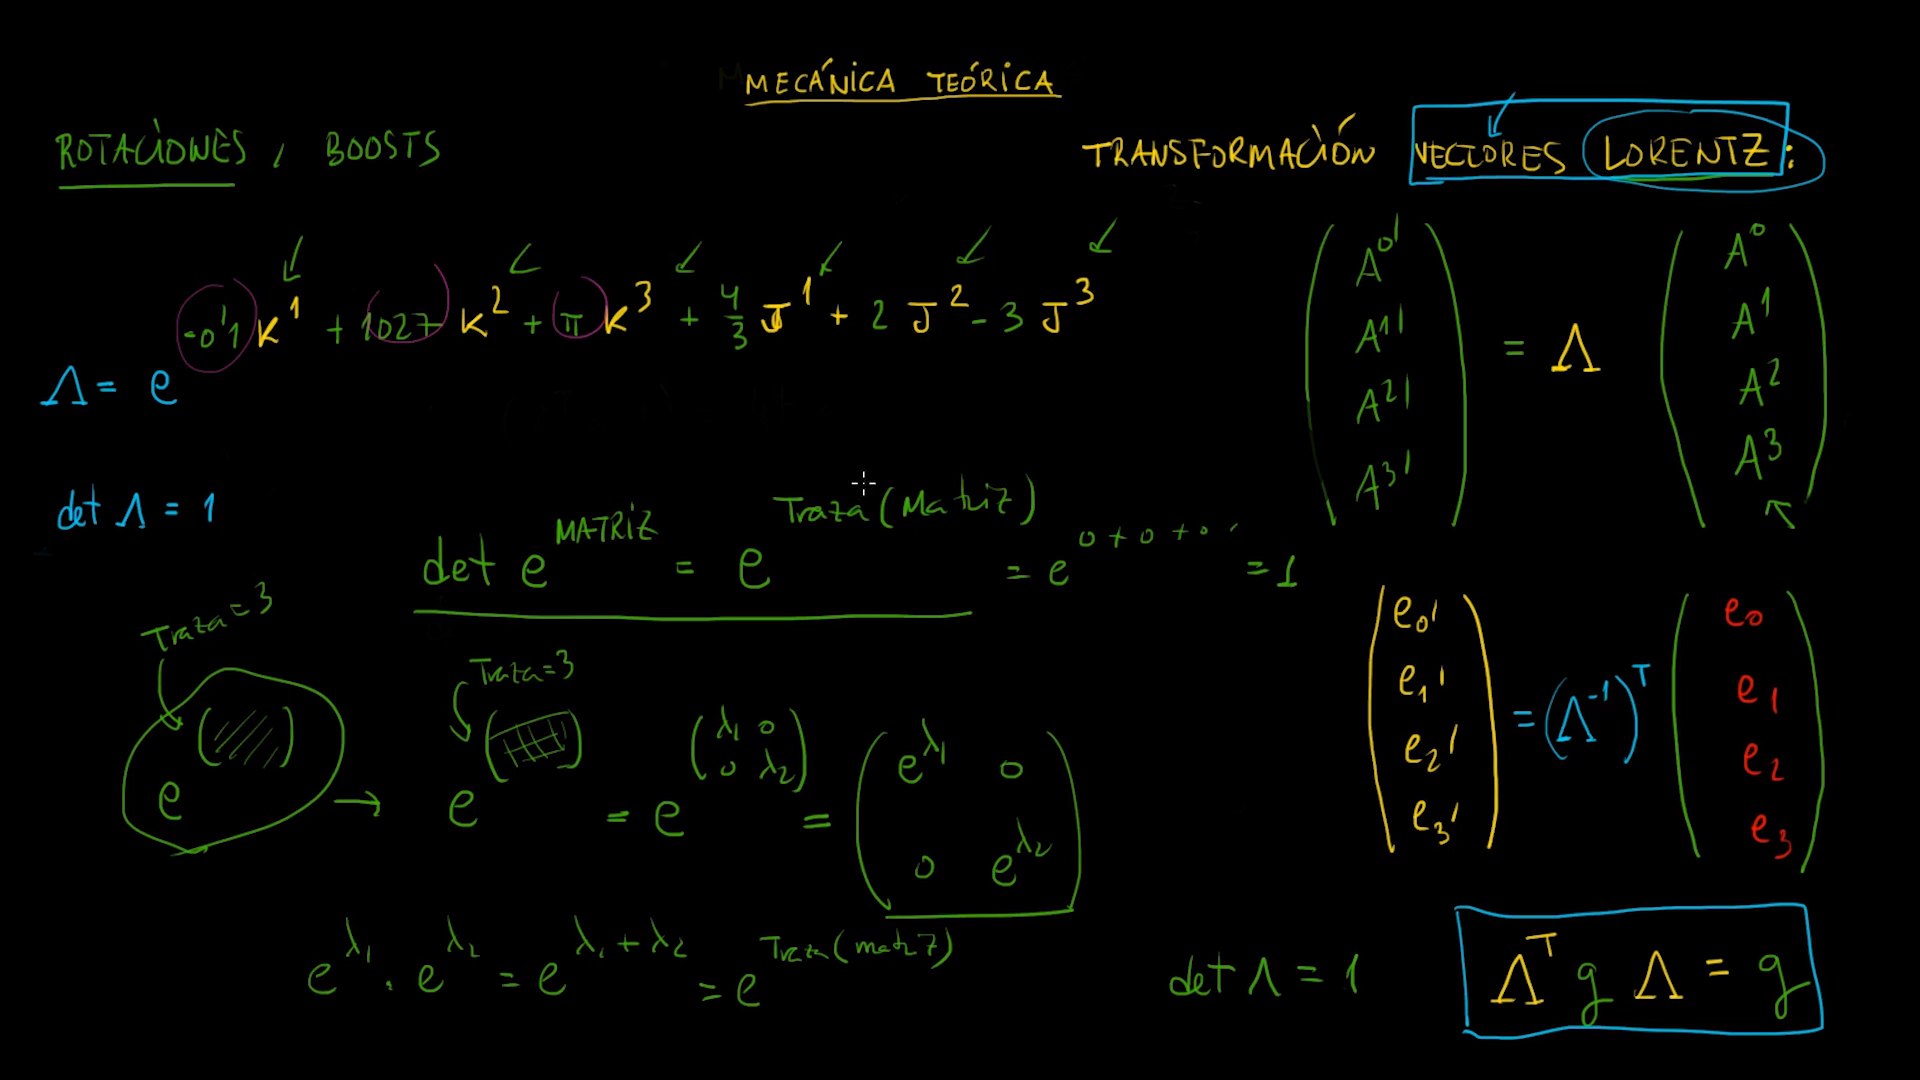 MECÁNICA TEÓRICA
ROTACIONES, BOOSTS
TRANSFORMACIÓN VECTORES LORENTZ:
Λ = e^(-0'1 K¹ + 1027 K² + π K³ + 4/3 J¹ + 2 J² - 3 J³)
(A⁰' A¹' A²' A³') = Λ (A⁰ A¹ A² A³)
det Λ = 1
det e^MATRIZ = e^Traza(Matriz) = e^(0+0+0·) = 1
(e₀' e₁' e₂' e₃') = (Λ⁻¹)ᵀ (e₀ e₁ e₂ e₃)
Traza=3
Traza=3
e^( ) → e^( ) = e^(λ₁ 0 0 λ₂) = (e^λ₁ 0 0 e^λ₂)
e^λ₁ . e^λ₂ = e^(λ₁+λ₂) = e^Traza(matriz)
det Λ = 1
Λᵀ g Λ = g